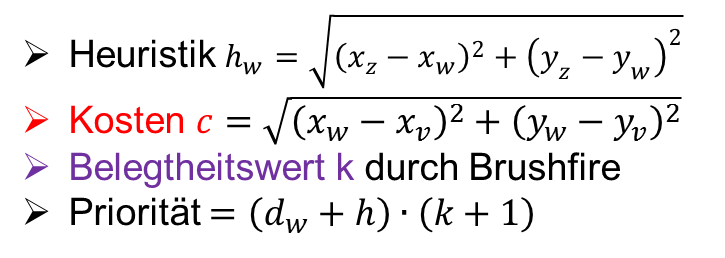 ➢ Heuristik h_w = √((x_z − x_w)² + (y_z − y_w)²)
➢ Kosten c = √((x_w − x_v)² + (y_w − y_v)²)
➢ Belegtheitswert k durch Brushfire
➢ Priorität = (d_w + h) · (k + 1)